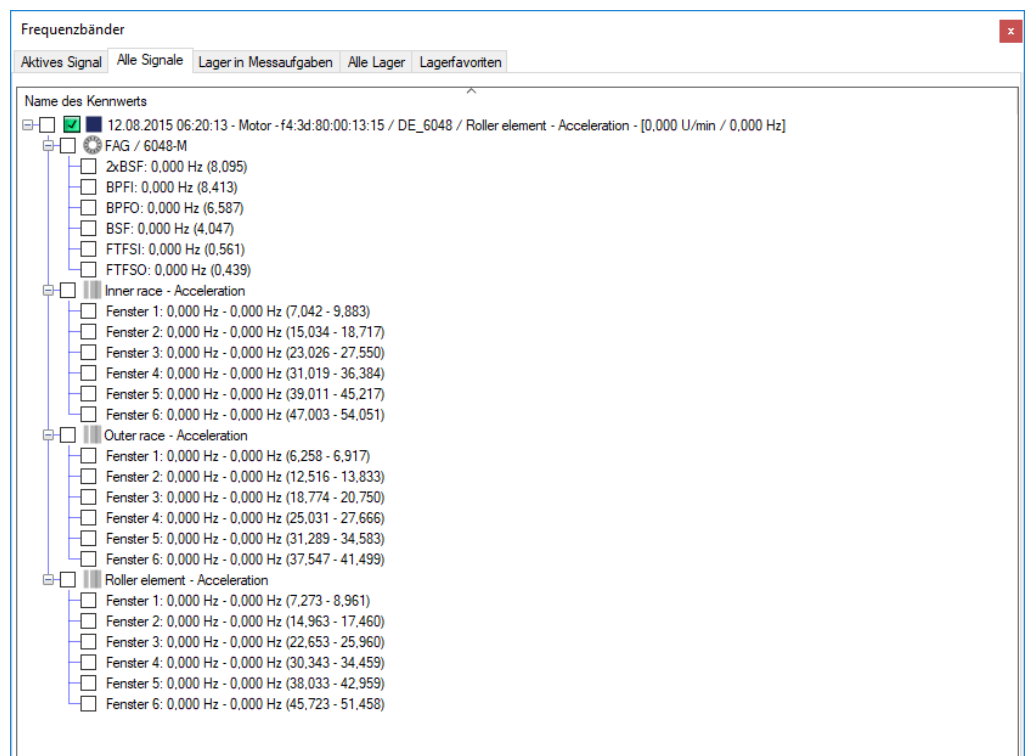 Frequenzbänder
x
Aktives Signal Alle Signale Lager in Messaufgaben Alle Lager Lagerfavoriten
Name des Kennwerts
12.08.2015 06:20:13 - Motor - f4:3d:80:00:13:15 / DE_6048 / Roller element - Acceleration - [0,000 U/min / 0,000 Hz]
FAG / 6048-M
2xBSF: 0,000 Hz (8,095)
BPFI: 0,000 Hz (8,413)
BPFO: 0,000 Hz (6,587)
BSF: 0,000 Hz (4,047)
FTFSI: 0,000 Hz (0,561)
FTFSO: 0,000 Hz (0,439)
Inner race - Acceleration
Fenster 1: 0,000 Hz - 0,000 Hz (7,042 - 9,883)
Fenster 2: 0,000 Hz - 0,000 Hz (15,034 - 18,717)
Fenster 3: 0,000 Hz - 0,000 Hz (23,026 - 27,550)
Fenster 4: 0,000 Hz - 0,000 Hz (31,019 - 36,384)
Fenster 5: 0,000 Hz - 0,000 Hz (39,011 - 45,217)
Fenster 6: 0,000 Hz - 0,000 Hz (47,003 - 54,051)
Outer race - Acceleration
Fenster 1: 0,000 Hz - 0,000 Hz (6,258 - 6,917)
Fenster 2: 0,000 Hz - 0,000 Hz (12,516 - 13,833)
Fenster 3: 0,000 Hz - 0,000 Hz (18,774 - 20,750)
Fenster 4: 0,000 Hz - 0,000 Hz (25,031 - 27,666)
Fenster 5: 0,000 Hz - 0,000 Hz (31,289 - 34,583)
Fenster 6: 0,000 Hz - 0,000 Hz (37,547 - 41,499)
Roller element - Acceleration
Fenster 1: 0,000 Hz - 0,000 Hz (7,273 - 8,961)
Fenster 2: 0,000 Hz - 0,000 Hz (14,963 - 17,460)
Fenster 3: 0,000 Hz - 0,000 Hz (22,653 - 25,960)
Fenster 4: 0,000 Hz - 0,000 Hz (30,343 - 34,459)
Fenster 5: 0,000 Hz - 0,000 Hz (38,033 - 42,959)
Fenster 6: 0,000 Hz - 0,000 Hz (45,723 - 51,458)